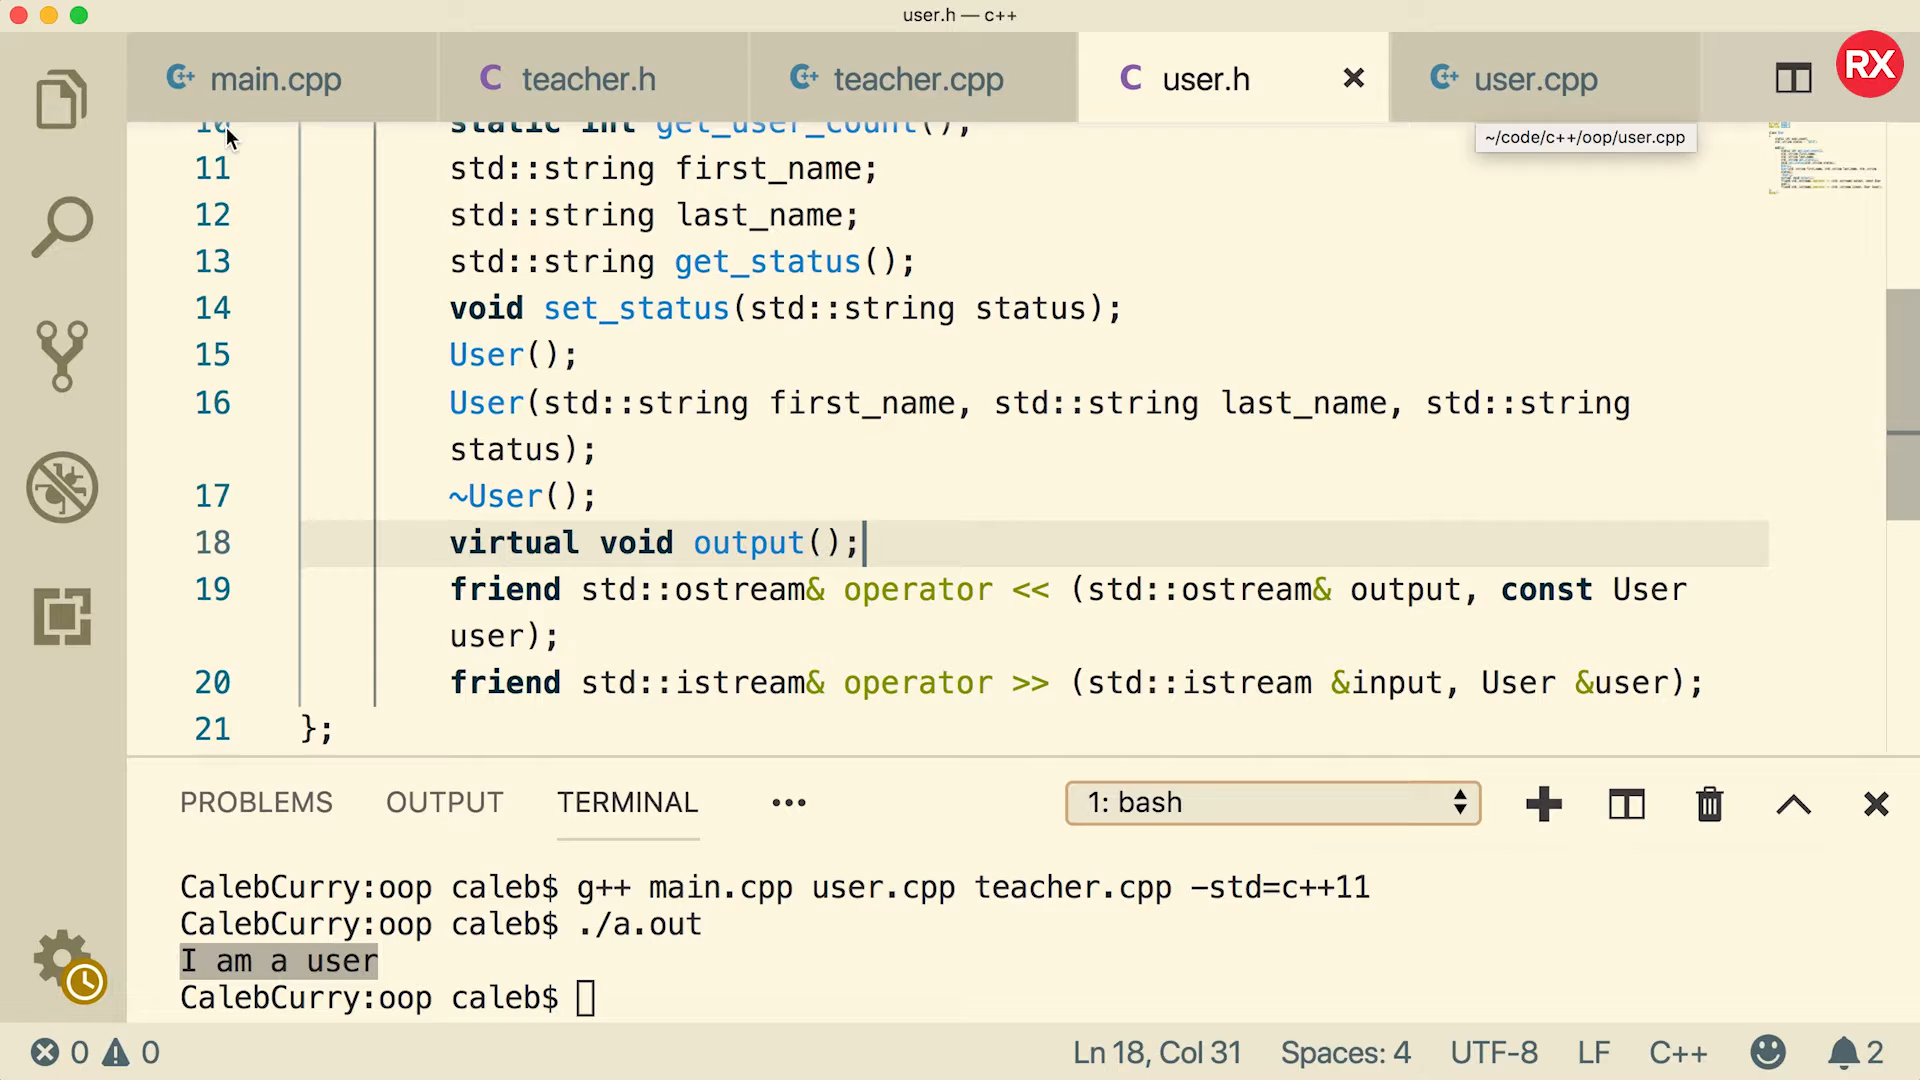 user.h — c++
main.cpp
teacher.h
teacher.cpp
user.h
user.cpp
RX
~/code/c++/oop/user.cpp
10 static int get_user_count();
11 std::string first_name;
12 std::string last_name;
13 std::string get_status();
14 void set_status(std::string status);
15 User();
16 User(std::string first_name, std::string last_name, std::string
status);
17 ~User();
18 virtual void output();
19 friend std::ostream& operator << (std::ostream& output, const User
user);
20 friend std::istream& operator >> (std::istream &input, User &user);
21 };
PROBLEMS OUTPUT TERMINAL ••• 1: bash
CalebCurry:oop caleb$ g++ main.cpp user.cpp teacher.cpp -std=c++11
CalebCurry:oop caleb$ ./a.out
I am a user
CalebCurry:oop caleb$
0 0 Ln 18, Col 31 Spaces: 4 UTF-8 LF C++ 2